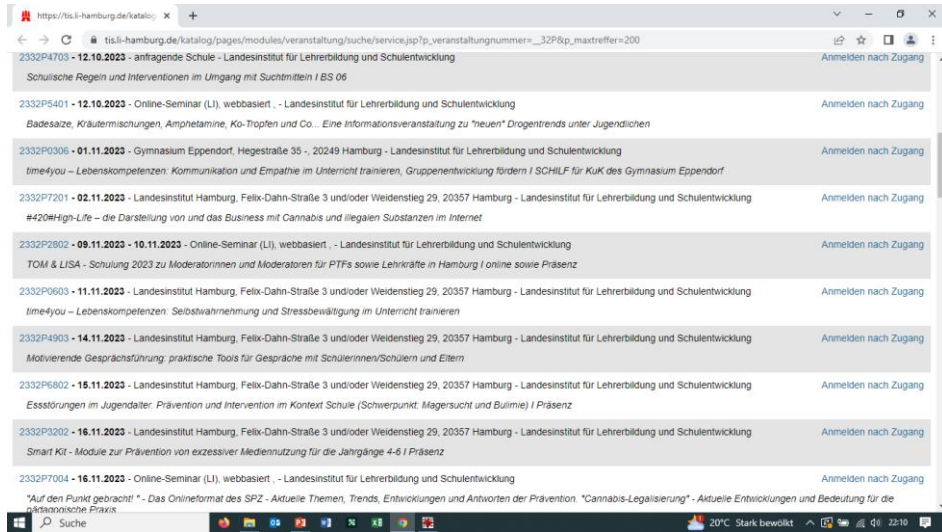 https://tis.li-hamburg.de/katalog
tis.li-hamburg.de/katalog/pages/modules/veranstaltung/suche/service.jsp?p_veranstaltungnummer=__32P&p_maxtreffer=200
2332P4703 - 12.10.2023 - anfragende Schule - Landesinstitut für Lehrerbildung und Schulentwicklung Anmelden nach Zugang
Schulische Regeln und Interventionen im Umgang mit Suchtmitteln I BS 06
2332P5401 - 12.10.2023 - Online-Seminar (LI), webbasiert , - Landesinstitut für Lehrerbildung und Schulentwicklung Anmelden nach Zugang
Badesalze, Kräutermischungen, Amphetamine, Ko-Tropfen und Co... Eine Informationsveranstaltung zu "neuen" Drogentrends unter Jugendlichen
2332P0306 - 01.11.2023 - Gymnasium Eppendorf, Hegestraße 35 -, 20249 Hamburg - Landesinstitut für Lehrerbildung und Schulentwicklung Anmelden nach Zugang
time4you – Lebenskompetenzen: Kommunikation und Empathie im Unterricht trainieren, Gruppenentwicklung fördern I SCHILF für KuK des Gymnasium Eppendorf
2332P7201 - 02.11.2023 - Landesinstitut Hamburg, Felix-Dahn-Straße 3 und/oder Weidenstieg 29, 20357 Hamburg - Landesinstitut für Lehrerbildung und Schulentwicklung Anmelden nach Zugang
#420#High-Life – die Darstellung von und das Business mit Cannabis und illegalen Substanzen im Internet
2332P2802 - 09.11.2023 - 10.11.2023 - Online-Seminar (LI), webbasiert , - Landesinstitut für Lehrerbildung und Schulentwicklung Anmelden nach Zugang
TOM & LISA - Schulung 2023 zu Moderatorinnen und Moderatoren für PTFs sowie Lehrkräfte in Hamburg I online sowie Präsenz
2332P0603 - 11.11.2023 - Landesinstitut Hamburg, Felix-Dahn-Straße 3 und/oder Weidenstieg 29, 20357 Hamburg - Landesinstitut für Lehrerbildung und Schulentwicklung Anmelden nach Zugang
time4you – Lebenskompetenzen: Selbstwahrnehmung und Stressbewältigung im Unterricht trainieren
2332P4903 - 14.11.2023 - Landesinstitut Hamburg, Felix-Dahn-Straße 3 und/oder Weidenstieg 29, 20357 Hamburg - Landesinstitut für Lehrerbildung und Schulentwicklung Anmelden nach Zugang
Motivierende Gesprächsführung: praktische Tools für Gespräche mit Schülerinnen/Schülern und Eltern
2332P6802 - 15.11.2023 - Landesinstitut Hamburg, Felix-Dahn-Straße 3 und/oder Weidenstieg 29, 20357 Hamburg - Landesinstitut für Lehrerbildung und Schulentwicklung Anmelden nach Zugang
Essstörungen im Jugendalter. Prävention und Intervention im Kontext Schule (Schwerpunkt: Magersucht und Bulimie) I Präsenz
2332P3202 - 16.11.2023 - Landesinstitut Hamburg, Felix-Dahn-Straße 3 und/oder Weidenstieg 29, 20357 Hamburg - Landesinstitut für Lehrerbildung und Schulentwicklung Anmelden nach Zugang
Smart Kit - Module zur Prävention von exzessiver Mediennutzung für die Jahrgänge 4-6 I Präsenz
2332P7004 - 16.11.2023 - Online-Seminar (LI), webbasiert , - Landesinstitut für Lehrerbildung und Schulentwicklung Anmelden nach Zugang
"Auf den Punkt gebracht! " - Das Onlineformat des SPZ - Aktuelle Themen, Trends, Entwicklungen und Antworten der Prävention. "Cannabis-Legalisierung" - Aktuelle Entwicklungen und Bedeutung für die
pädagogische Praxis
Suche 20°C Stark bewölkt 22:10